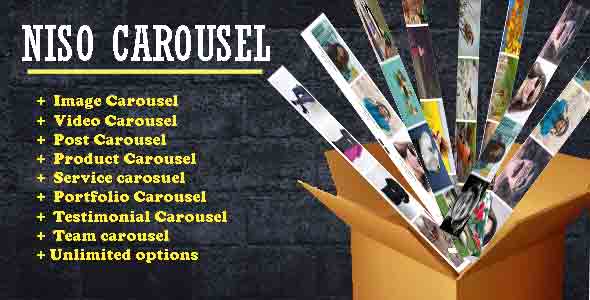 NISO CAROUSEL
+ Image Carousel
+ Video Carousel
+ Post Carousel
+ Product Carousel
+ Service carosuel
+ Portfolio Carousel
+ Testimonial Carousel
+ Team carousel
+ Unlimited options